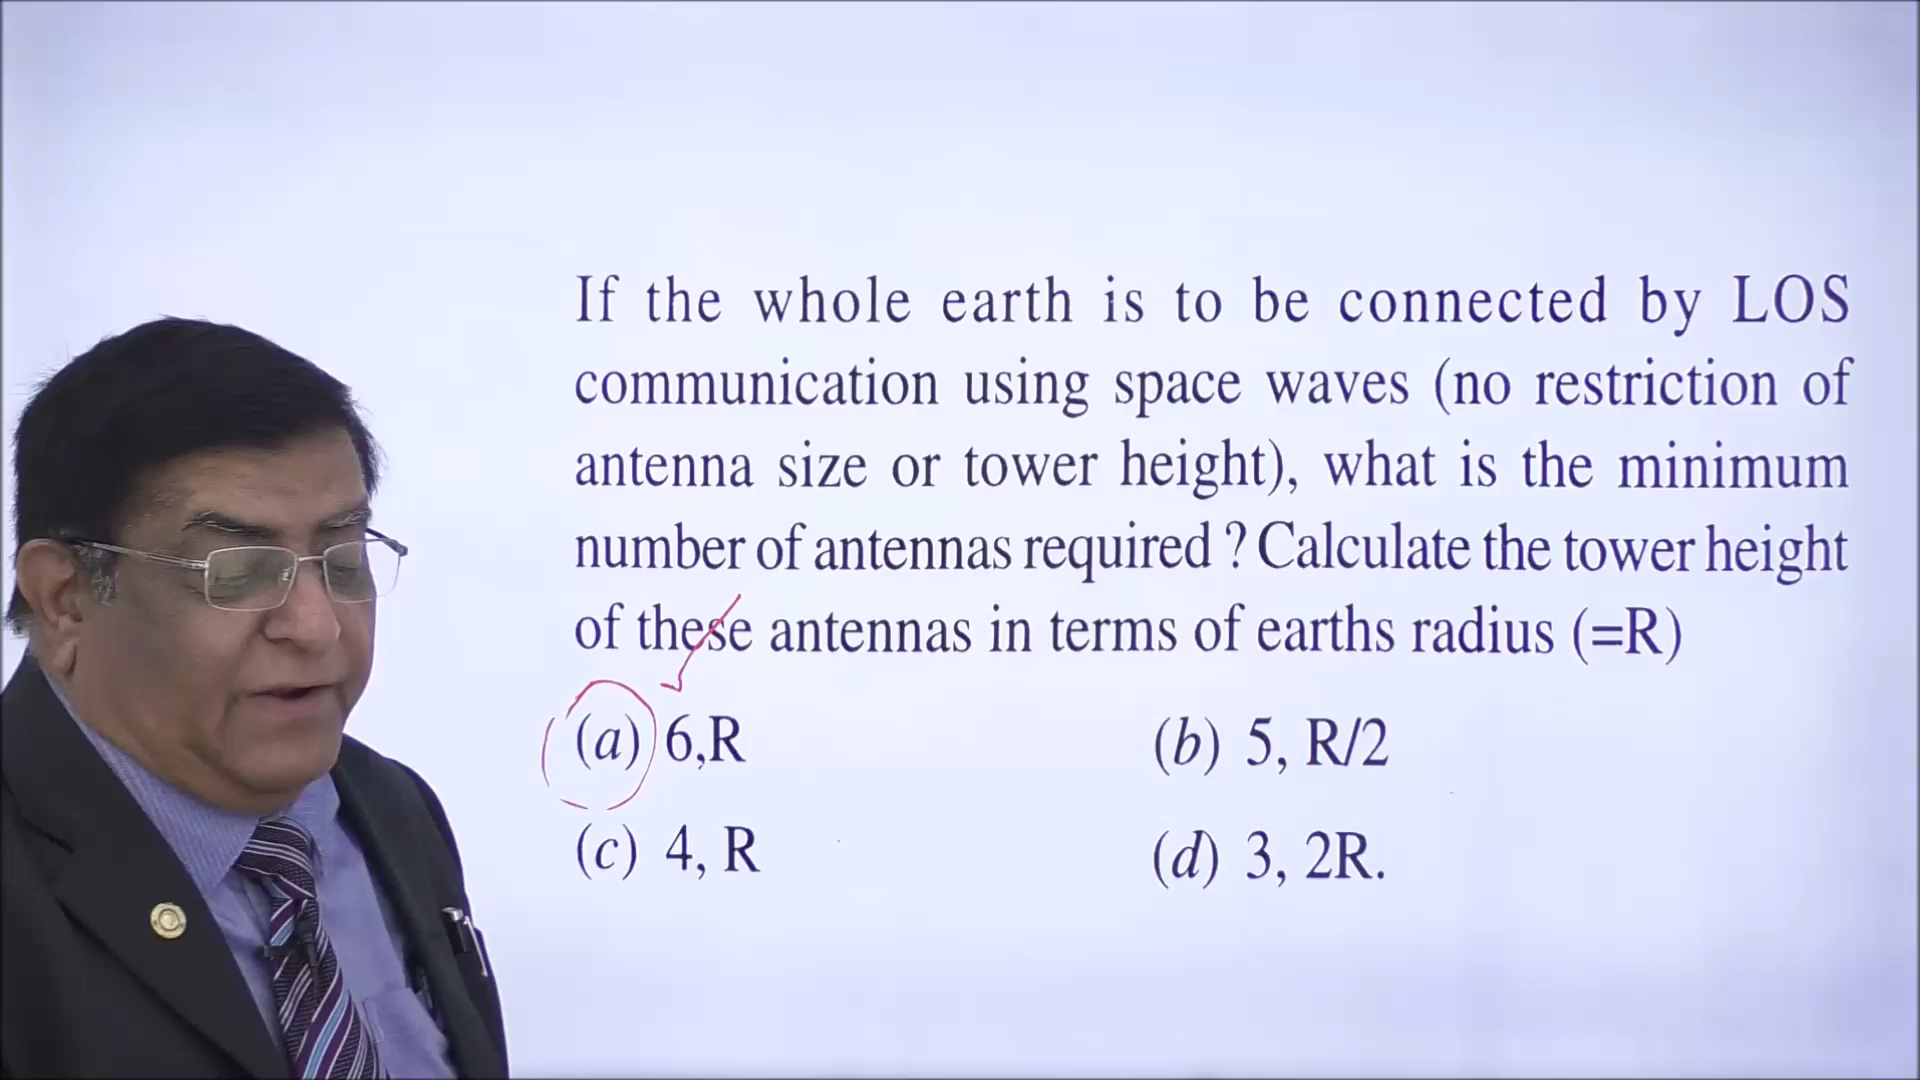 If the whole earth is to be connected by LOS
communication using space waves (no restriction of
antenna size or tower height), what is the minimum
number of antennas required ? Calculate the tower height
of these antennas in terms of earths radius (=R)
(a) 6,R (b) 5, R/2
(c) 4, R (d) 3, 2R.